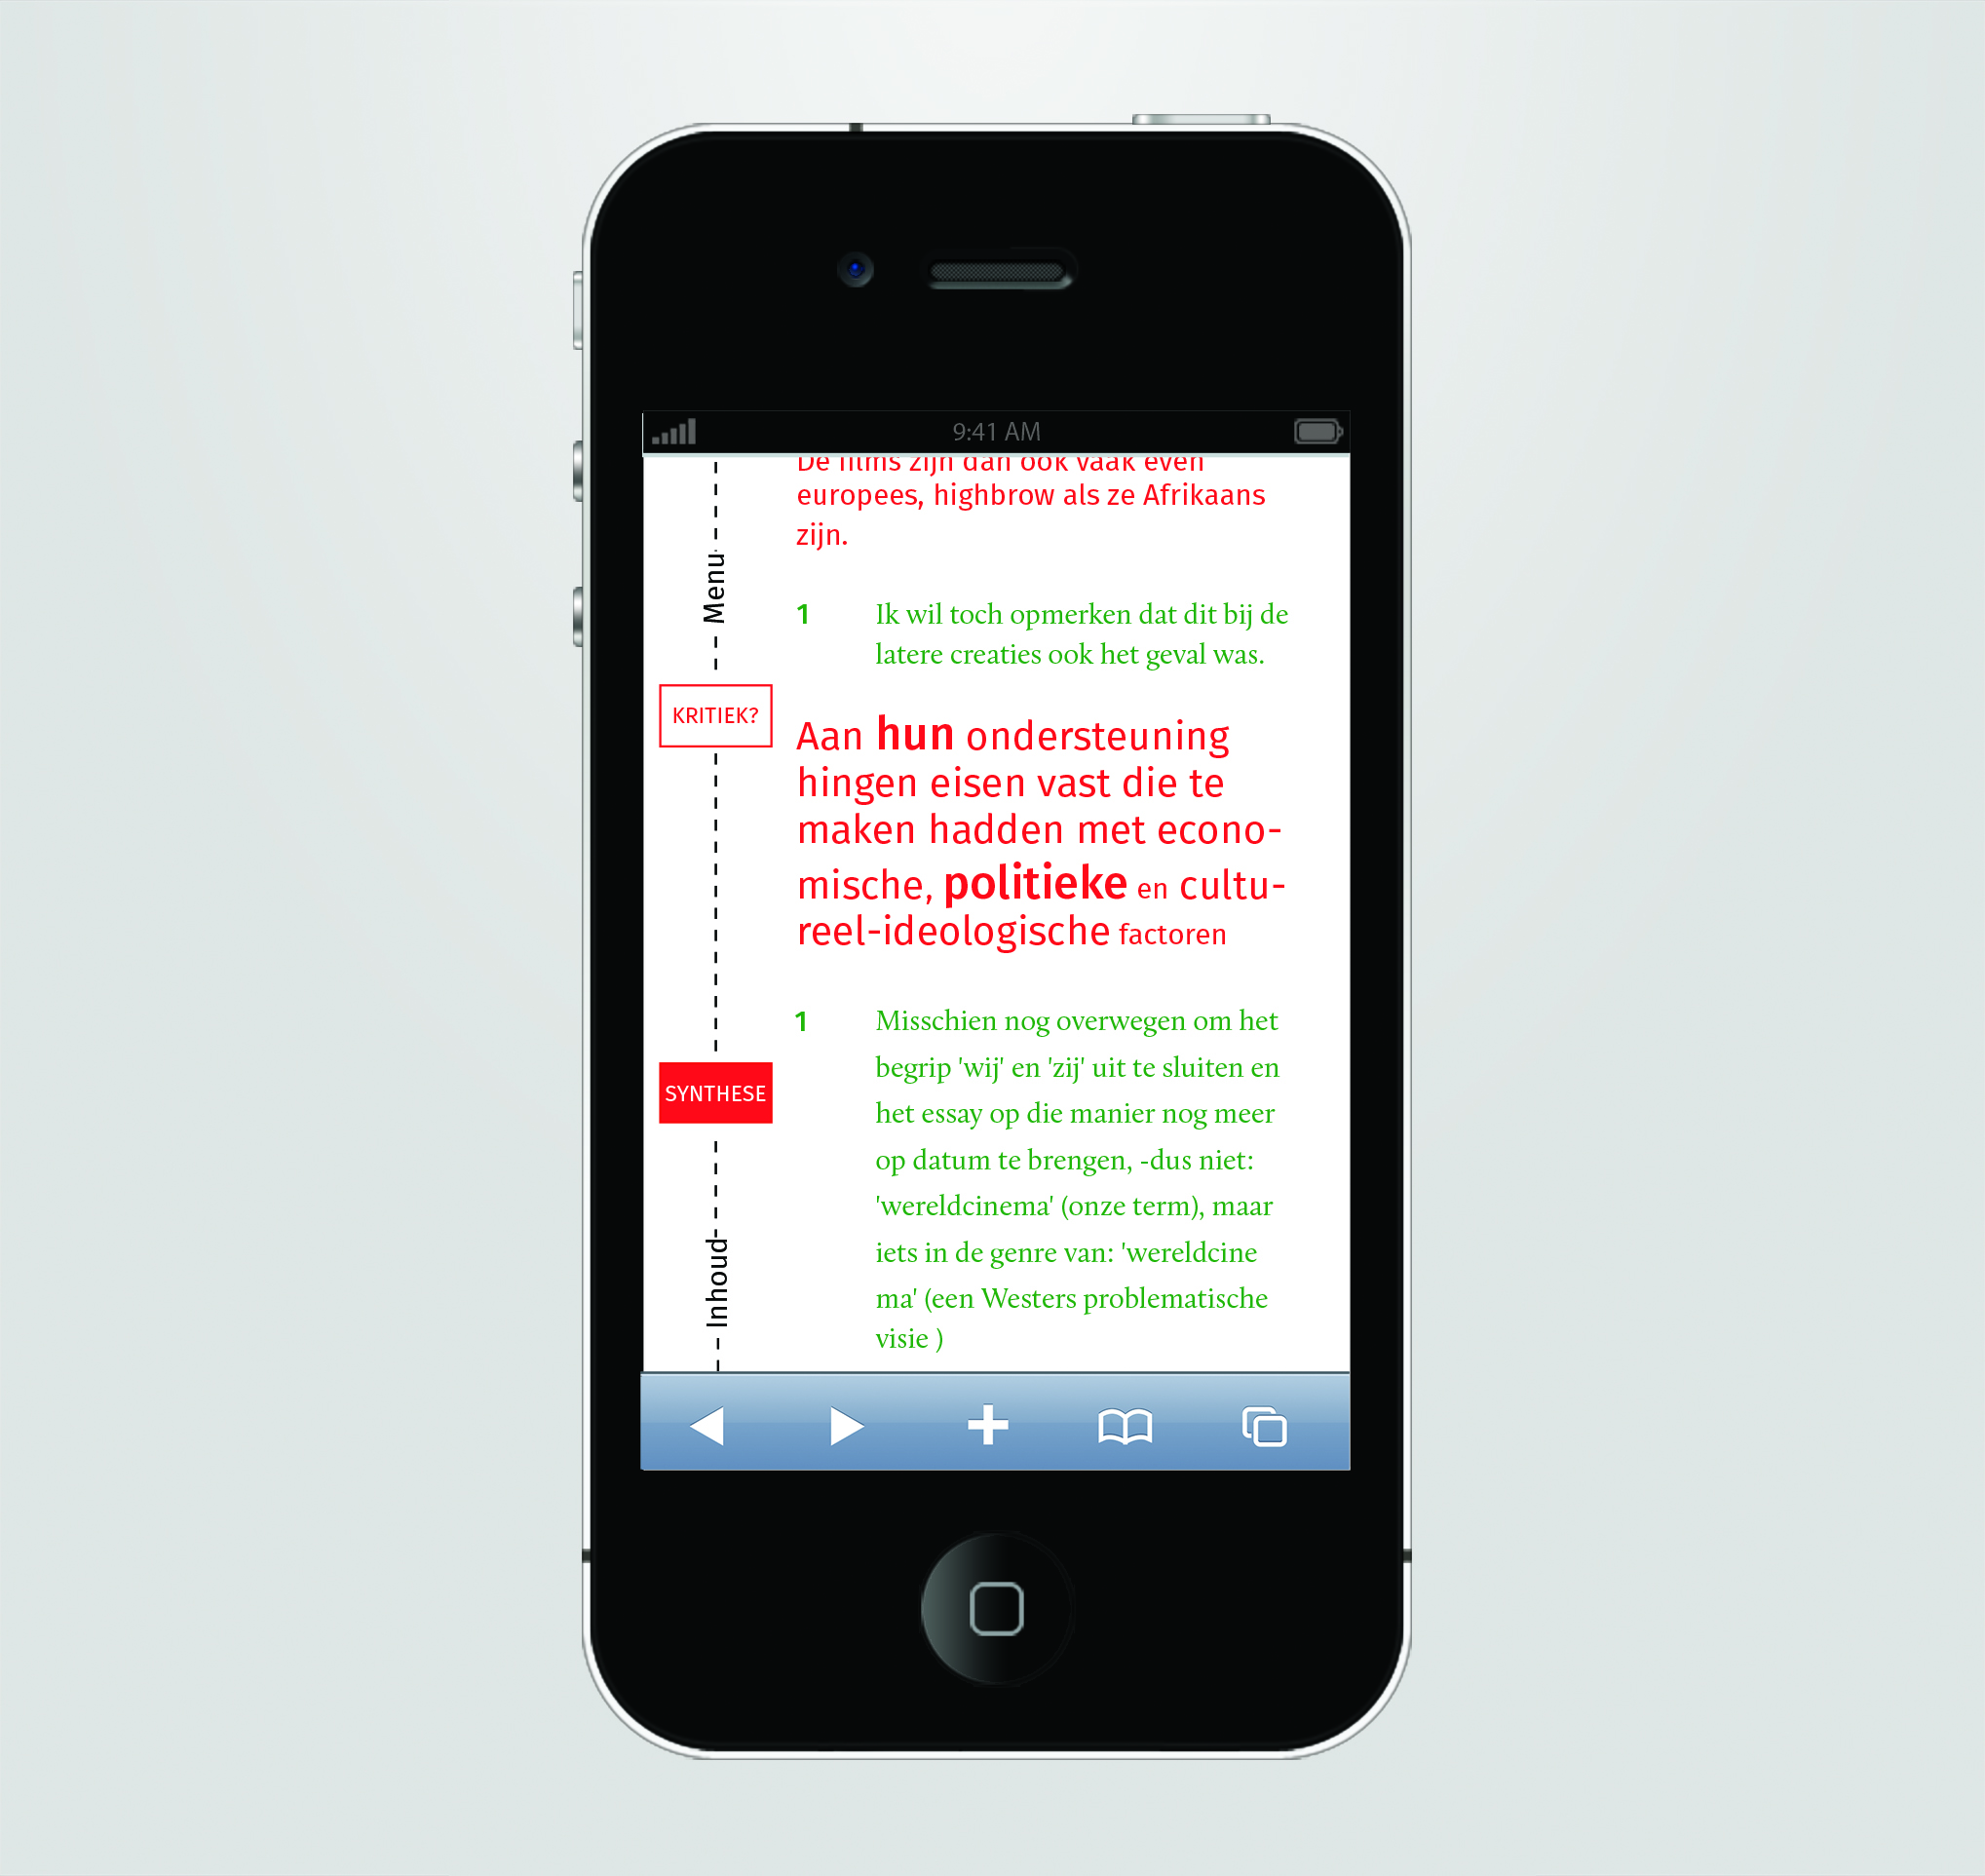 9:41 AM
De films zijn dan ook vaak even
europees, highbrow als ze Afrikaans
zijn.
Menu
1 Ik wil toch opmerken dat dit bij de
latere creaties ook het geval was.
KRITIEK?
Aan hun ondersteuning
hingen eisen vast die te
maken hadden met econo-
mische, politieke en cultu-
reel-ideologische factoren
1 Misschien nog overwegen om het
begrip 'wij' en 'zij' uit te sluiten en
het essay op die manier nog meer
op datum te brengen, -dus niet:
'wereldcinema' (onze term), maar
iets in de genre van: 'wereldcine
ma' (een Westers problematische
visie )
SYNTHESE
Inhoud